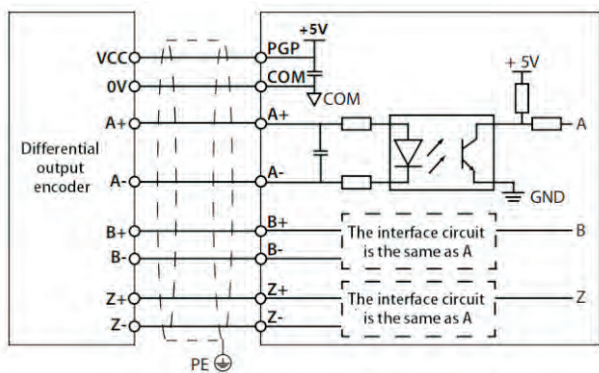 +5V
VCC
PGP
0V
COM
COM
+ 5V
A+
A+
A
Differential
output
encoder
A-
A-
GND
B+
B+
The interface circuit
is the same as A
B
B-
B-
Z+
Z+
The interface circuit
is the same as A
Z
Z-
Z-
PE